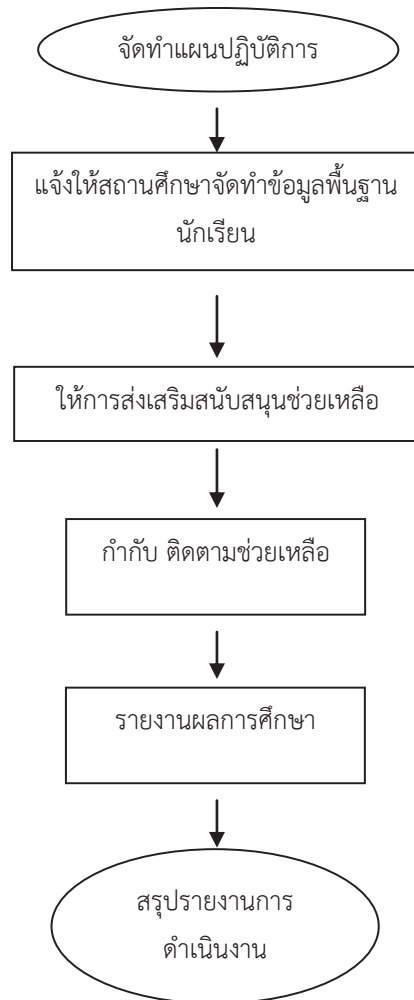 จัดทำแผนปฏิบัติการ
แจ้งให้สถานศึกษาจัดทำข้อมูลพื้นฐาน
นักเรียน
ให้การส่งเสริมสนับสนุนช่วยเหลือ
กำกับ ติดตามช่วยเหลือ
รายงานผลการศึกษา
สรุปรายงานการ
ดำเนินงาน